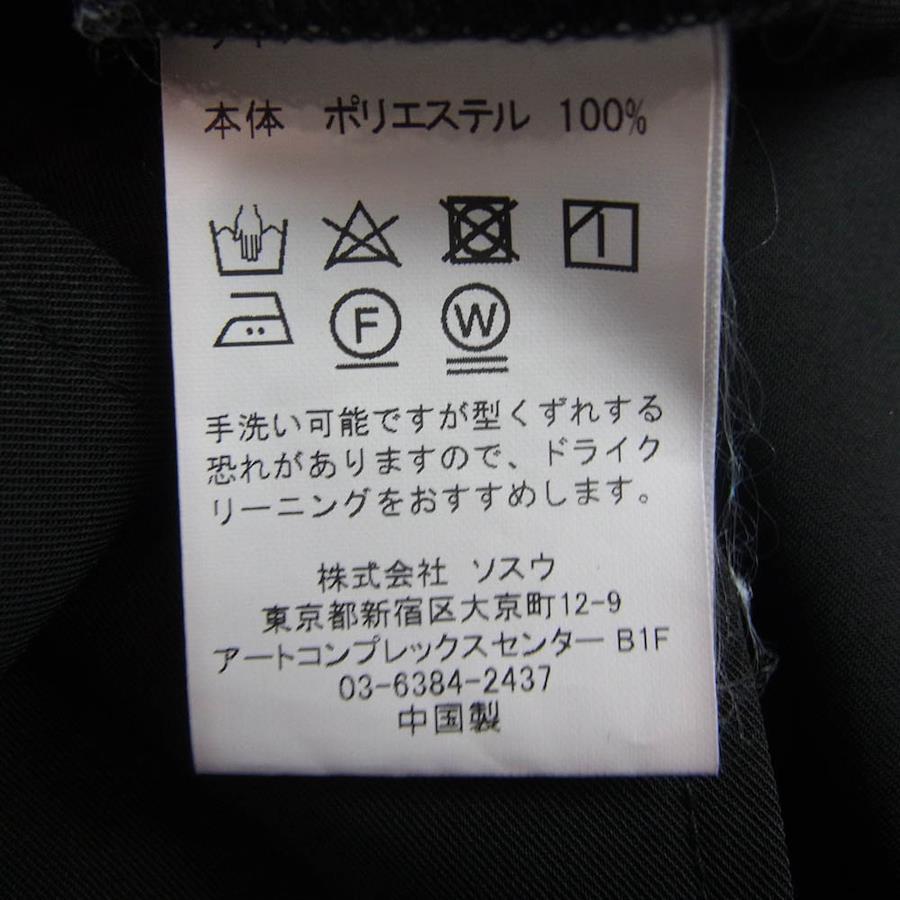 本体 ポリエステル 100%
F W
手洗い可能ですが型くずれする
恐れがありますので、ドライク
リーニングをおすすめします。
株式会社 ソスウ
東京都新宿区大京町12-9
アートコンプレックスセンター B1F
03-6384-2437
中国製